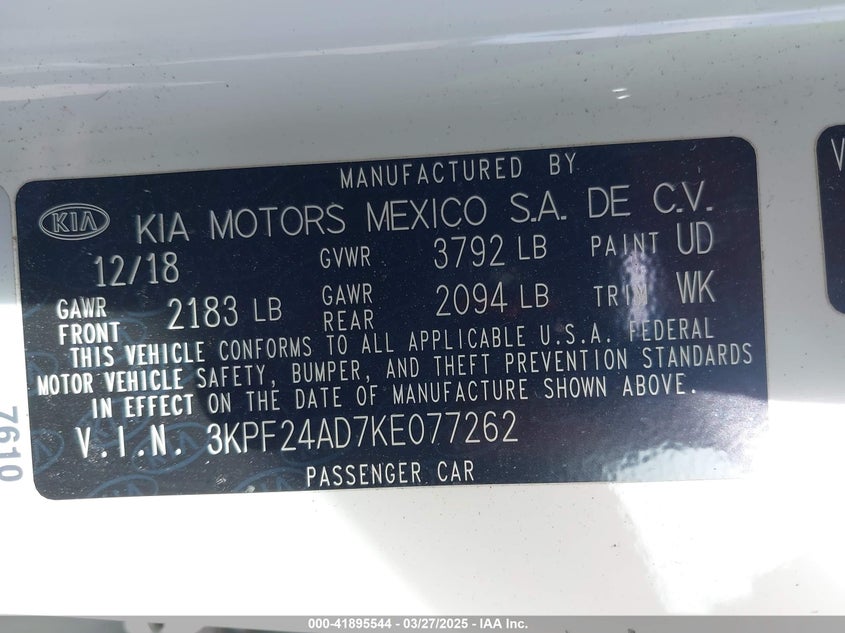 MANUFACTURED BY
KIA KIA MOTORS MEXICO S.A. DE C.V.
12/18 GVWR 3792 LB PAINT UD
GAWR FRONT 2183 LB GAWR REAR 2094 LB TRIM WK
THIS VEHICLE CONFORMS TO ALL APPLICABLE U.S.A. FEDERAL
MOTOR VEHICLE SAFETY, BUMPER, AND THEFT PREVENTION STANDARDS
IN EFFECT ON THE DATE OF MANUFACTURE SHOWN ABOVE.
V.I.N. 3KPF24AD7KE077262
PASSENGER CAR
7610
V
000-41895544 - 03/27/2025 - IAA Inc.